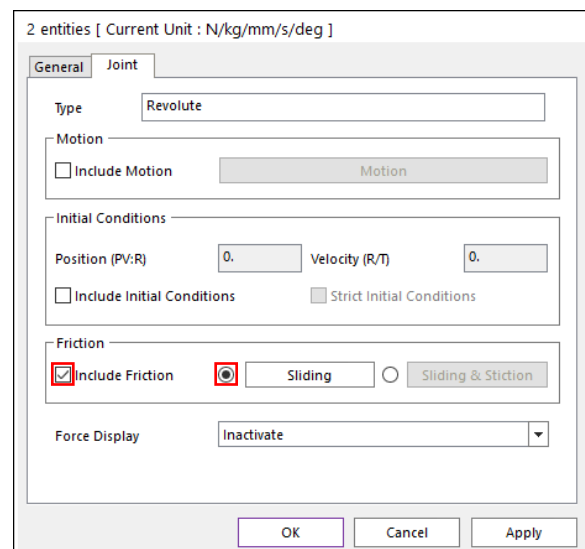 2 entities [ Current Unit : N/kg/mm/s/deg ]
General Joint
Type Revolute
Motion
Include Motion Motion
Initial Conditions
Position (PV:R) 0. Velocity (R/T) 0.
Include Initial Conditions Strict Initial Conditions
Friction
Include Friction Sliding Sliding & Stiction
Force Display Inactivate
OK Cancel Apply